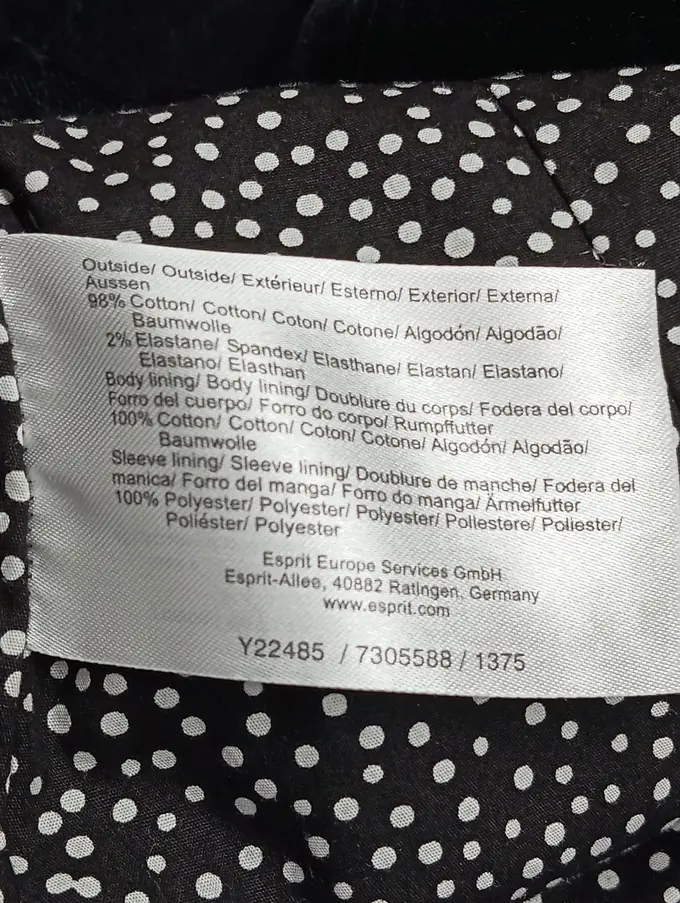 Outside/ Outside/ Extérieur/ Esterno/ Exterior/ Externa/
Aussen
98% Cotton/ Cotton/ Coton/ Cotone/ Algodón/ Algodão/
Baumwolle
2% Elastane/ Spandex/ Elasthane/ Elastan/ Elastano/
Elastano/ Elasthan
Body lining/ Body lining/ Doublure du corps/ Fodera del corpo/
Forro del cuerpo/ Forro do corpo/ Rumpffutter
100% Cotton/ Cotton/ Coton/ Cotone/ Algodón/ Algodão/
Baumwolle
Sleeve lining/ Sleeve lining/ Doublure de manche/ Fodera del
manica/ Forro del manga/ Forro do manga/ Ärmelfutter
100% Polyester/ Polyester/ Polyester/ Poliestere/ Poliester/
Poliéster/ Polyester
Esprit Europe Services GmbH
Esprit-Allee, 40882 Ratingen, Germany
www.esprit.com
Y22485 / 7305588 / 1375